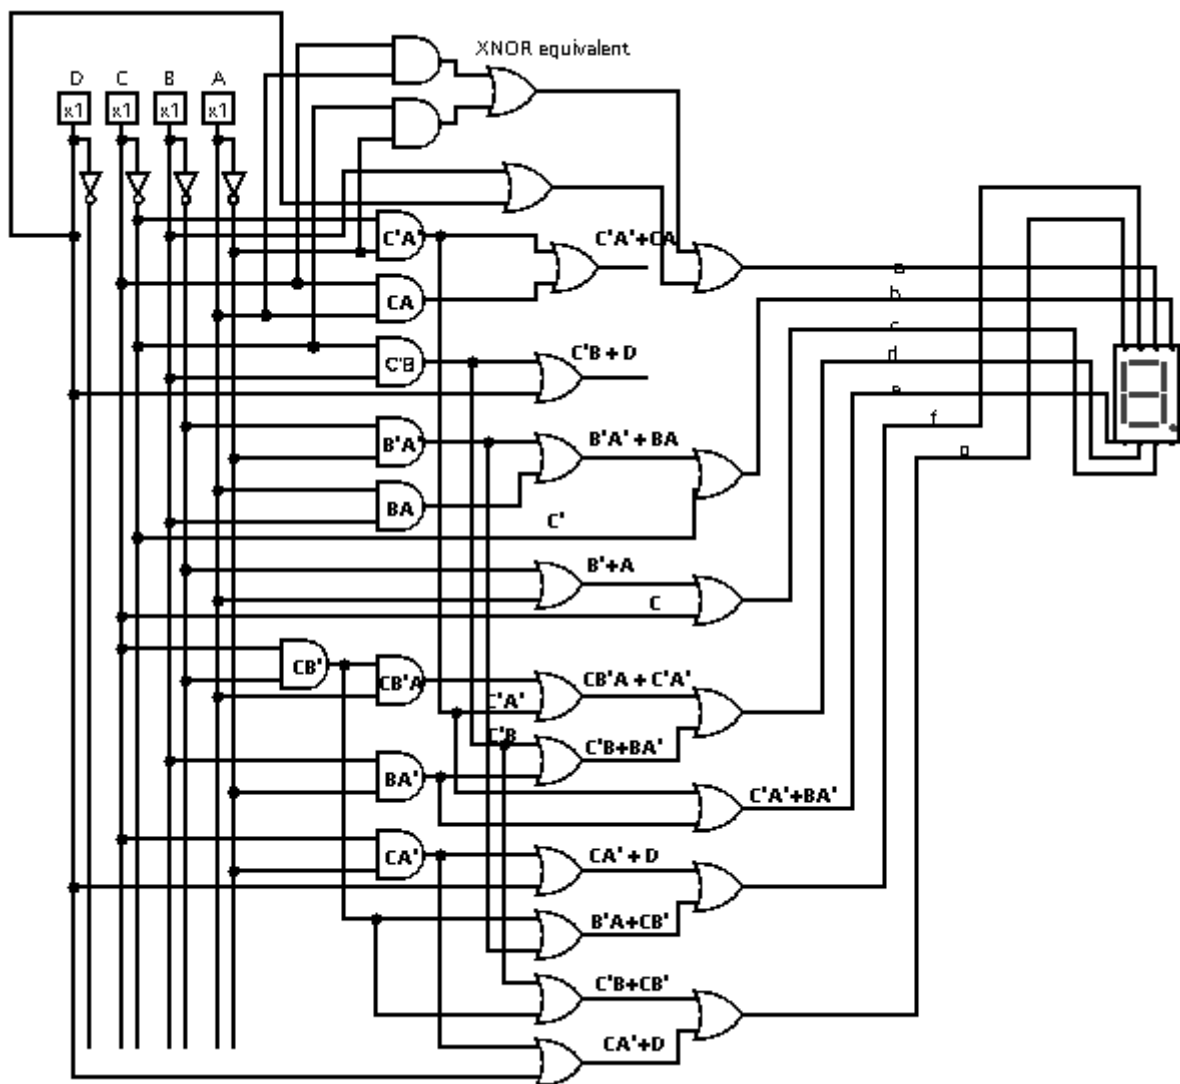 XNOR equivalent
D C B A
x1 x1 x1 x1
C'A'
C'A'+CA
a
CA
b
c
C'B
C'B + D
d
e
B'A'
B'A' + BA
f
g
BA
C'
B'+A
C
CB'
CB'A
CB'A + C'A'
C'A'
C'B
C'B+BA'
BA'
C'A'+BA'
CA'
CA' + D
B'A+CB'
C'B+CB'
CA'+D